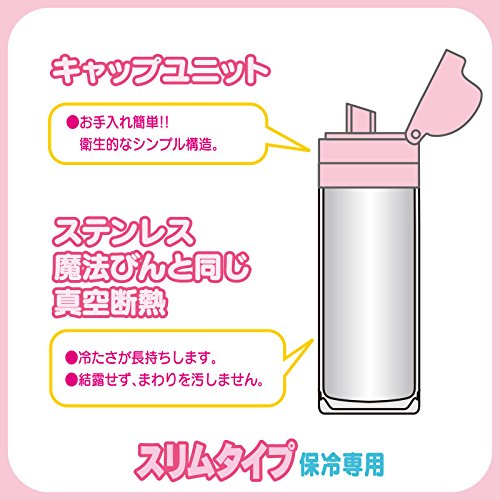 キャップユニット
●お手入れ簡単!!
衛生的なシンプル構造。
ステンレス
魔法びんと同じ
真空断熱
●冷たさが長持ちします。
●結露せず、まわりを汚しません。
スリムタイプ 保冷専用